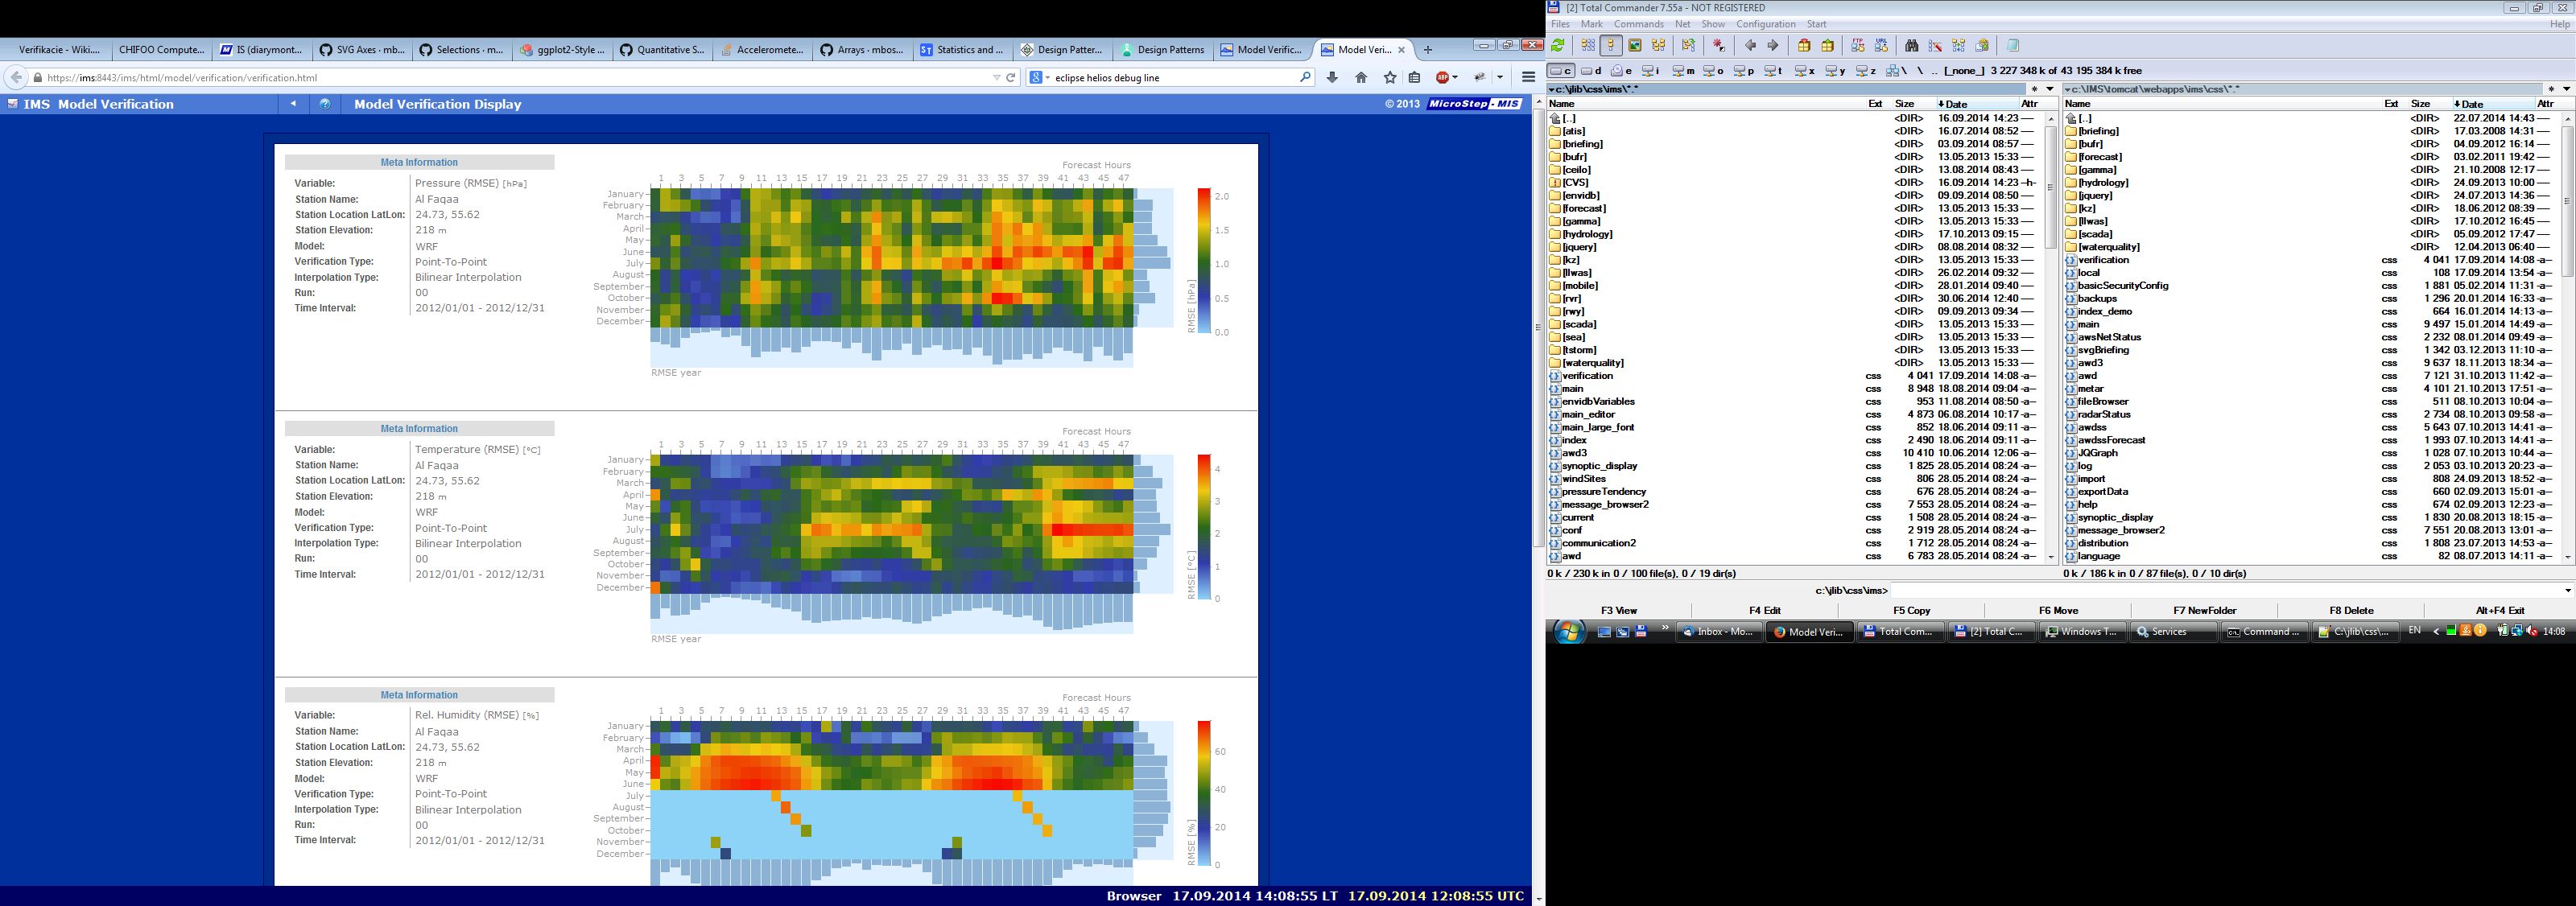 Verifikacie - Wiki....
CHIFOO Compute...
IS (diarymont...
SVG Axes · mb...
Selections · m...
ggplot2-Style ...
Quantitative S...
Acceleromete...
Arrays · mbos...
Statistics and ...
Design Patter...
Design Patterns
Model Verific...
Model Veri...
https://ims:8443/ims/html/model/verification/verification.html
eclipse helios debug line
IMS Model Verification
Model Verification Display
© 2013 MicroStep-MIS
Meta Information
Variable: Pressure (RMSE) [hPa]
Station Name: Al Faqaa
Station Location LatLon: 24.73, 55.62
Station Elevation: 218 m
Model: WRF
Verification Type: Point-To-Point
Interpolation Type: Bilinear Interpolation
Run: 00
Time Interval: 2012/01/01 - 2012/12/31
Forecast Hours
1 3 5 7 9 11 13 15 17 19 21 23 25 27 29 31 33 35 37 39 41 43 45 47
January
February
March
April
May
June
July
August
September
October
November
December
RMSE year
RMSE [hPa]
2.0
1.5
1.0
0.5
0.0
Meta Information
Variable: Temperature (RMSE) [°C]
Station Name: Al Faqaa
Station Location LatLon: 24.73, 55.62
Station Elevation: 218 m
Model: WRF
Verification Type: Point-To-Point
Interpolation Type: Bilinear Interpolation
Run: 00
Time Interval: 2012/01/01 - 2012/12/31
Forecast Hours
1 3 5 7 9 11 13 15 17 19 21 23 25 27 29 31 33 35 37 39 41 43 45 47
January
February
March
April
May
June
July
August
September
October
November
December
RMSE year
RMSE [°C]
4
3
2
1
0
Meta Information
Variable: Rel. Humidity (RMSE) [%]
Station Name: Al Faqaa
Station Location LatLon: 24.73, 55.62
Station Elevation: 218 m
Model: WRF
Verification Type: Point-To-Point
Interpolation Type: Bilinear Interpolation
Run: 00
Time Interval: 2012/01/01 - 2012/12/31
Forecast Hours
1 3 5 7 9 11 13 15 17 19 21 23 25 27 29 31 33 35 37 39 41 43 45 47
January
February
March
April
May
June
July
August
September
October
November
December
RMSE [%]
60
40
20
0
Browser 17.09.2014 14:08:55 LT 17.09.2014 12:08:55 UTC
[2] Total Commander 7.55a - NOT REGISTERED
Files Mark Commands Net Show Configuration Start Help
c d e i m o p t x y z \ \ .. [_none_] 3 227 348 k of 43 195 384 k free
c:\jlib\css\ims\*.*
Name Ext Size Date Attr
[..] <DIR> 16.09.2014 14:23 —
[atis] <DIR> 16.07.2014 08:52 —
[briefing] <DIR> 03.09.2014 08:57 —
[bufr] <DIR> 13.05.2013 15:33 —
[ceilo] <DIR> 13.08.2014 08:43 —
[CVS] <DIR> 16.09.2014 14:23 -h-
[envidb] <DIR> 09.09.2014 08:50 —
[forecast] <DIR> 13.05.2013 15:33 —
[gamma] <DIR> 13.05.2013 15:33 —
[hydrology] <DIR> 17.10.2013 09:15 —
[jquery] <DIR> 08.08.2014 08:32 —
[kz] <DIR> 13.05.2013 15:33 —
[llwas] <DIR> 26.02.2014 09:32 —
[mobile] <DIR> 28.01.2014 09:40 —
[rvr] <DIR> 30.06.2014 12:40 —
[rwy] <DIR> 09.09.2013 09:34 —
[scada] <DIR> 13.05.2013 15:33 —
[sea] <DIR> 13.05.2013 15:33 —
[tstorm] <DIR> 13.05.2013 15:33 —
[waterquality] <DIR> 13.05.2013 15:33 —
verification css 4 041 17.09.2014 14:08 -a--
main css 8 948 18.08.2014 09:04 -a--
envidbVariables css 953 11.08.2014 08:50 -a--
main_editor css 4 873 06.08.2014 10:17 -a--
main_large_font css 852 18.06.2014 09:11 -a--
index css 2 490 18.06.2014 09:11 -a--
awd3 css 10 410 10.06.2014 12:06 -a--
synoptic_display css 1 825 28.05.2014 08:24 -a--
windSites css 806 28.05.2014 08:24 -a--
pressureTendency css 676 28.05.2014 08:24 -a--
message_browser2 css 7 553 28.05.2014 08:24 -a--
current css 1 508 28.05.2014 08:24 -a--
conf css 2 919 28.05.2014 08:24 -a--
communication2 css 1 712 28.05.2014 08:24 -a--
awd css 6 783 28.05.2014 08:24 -a--
0 k / 230 k in 0 / 100 file(s), 0 / 19 dir(s)
c:\IMS\tomcat\webapps\ims\css\*.*
Name Ext Size Date Attr
[..] <DIR> 22.07.2014 14:43 —
[briefing] <DIR> 17.03.2008 14:31 —
[bufr] <DIR> 04.09.2012 16:14 —
[forecast] <DIR> 03.02.2011 19:42 —
[gamma] <DIR> 21.10.2008 12:17 —
[hydrology] <DIR> 24.09.2013 10:00 —
[jquery] <DIR> 24.07.2013 14:36 —
[kz] <DIR> 18.06.2012 08:39 —
[llwas] <DIR> 17.10.2012 16:45 —
[scada] <DIR> 05.09.2012 17:47 —
[waterquality] <DIR> 12.04.2013 06:40 —
verification css 4 041 17.09.2014 14:08 -a--
local css 108 17.09.2014 13:54 -a--
basicSecurityConfig css 1 881 05.02.2014 11:31 -a--
backups css 1 296 20.01.2014 16:33 -a--
index_demo css 664 16.01.2014 14:13 -a--
main css 9 497 15.01.2014 14:49 -a--
awsNetStatus css 2 232 08.01.2014 09:49 -a--
svgBriefing css 1 342 03.12.2013 11:10 -a--
awd3 css 9 637 18.11.2013 18:34 -a--
awd css 7 121 31.10.2013 11:42 -a--
metar css 4 101 21.10.2013 17:51 -a--
fileBrowser css 511 08.10.2013 10:04 -a--
radarStatus css 2 734 08.10.2013 09:58 -a--
awdss css 5 643 07.10.2013 14:41 -a--
awdssForecast css 1 993 07.10.2013 14:41 -a--
JQGraph css 1 028 07.10.2013 10:44 -a--
log css 2 053 03.10.2013 20:23 -a--
import css 808 24.09.2013 18:52 -a--
exportData css 660 02.09.2013 15:01 -a--
help css 674 02.09.2013 12:23 -a--
synoptic_display css 1 830 20.08.2013 18:15 -a--
message_browser2 css 7 551 20.08.2013 13:01 -a--
distribution css 1 808 23.07.2013 14:53 -a--
language css 82 08.07.2013 14:11 -a--
0 k / 186 k in 0 / 87 file(s), 0 / 10 dir(s)
c:\jlib\css\ims>
F3 View F4 Edit F5 Copy F6 Move F7 NewFolder F8 Delete Alt+F4 Exit
Inbox - Mo...
Model Veri...
Total Com...
[2] Total C...
Windows T...
Services
Command ...
C:\jlib\css\...
EN
14:08